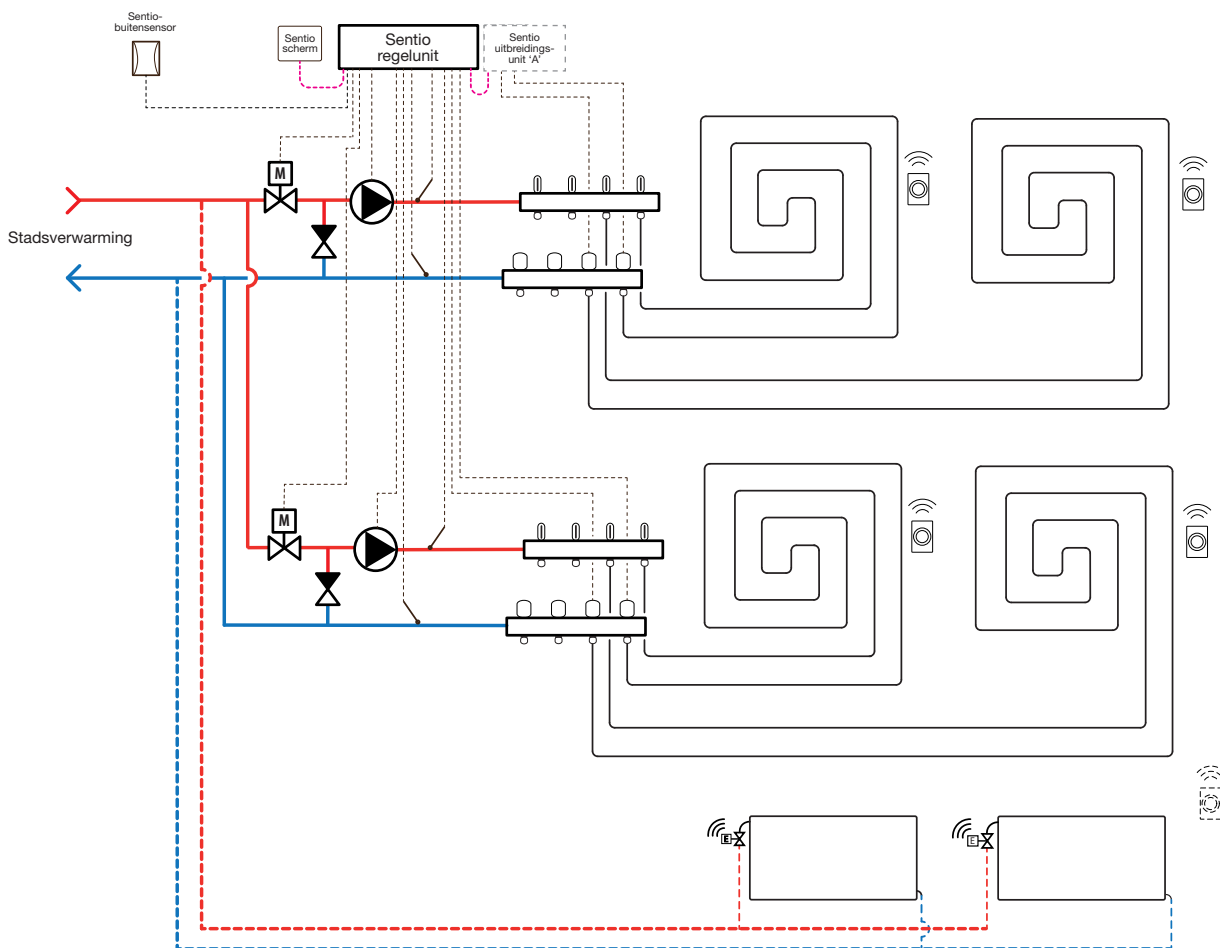 Sentio-
buitensensor
Sentio
scherm
Sentio
regelunit
Sentio
uitbreidings-
unit ‘A’
M
Stadsverwarming
M
E
E